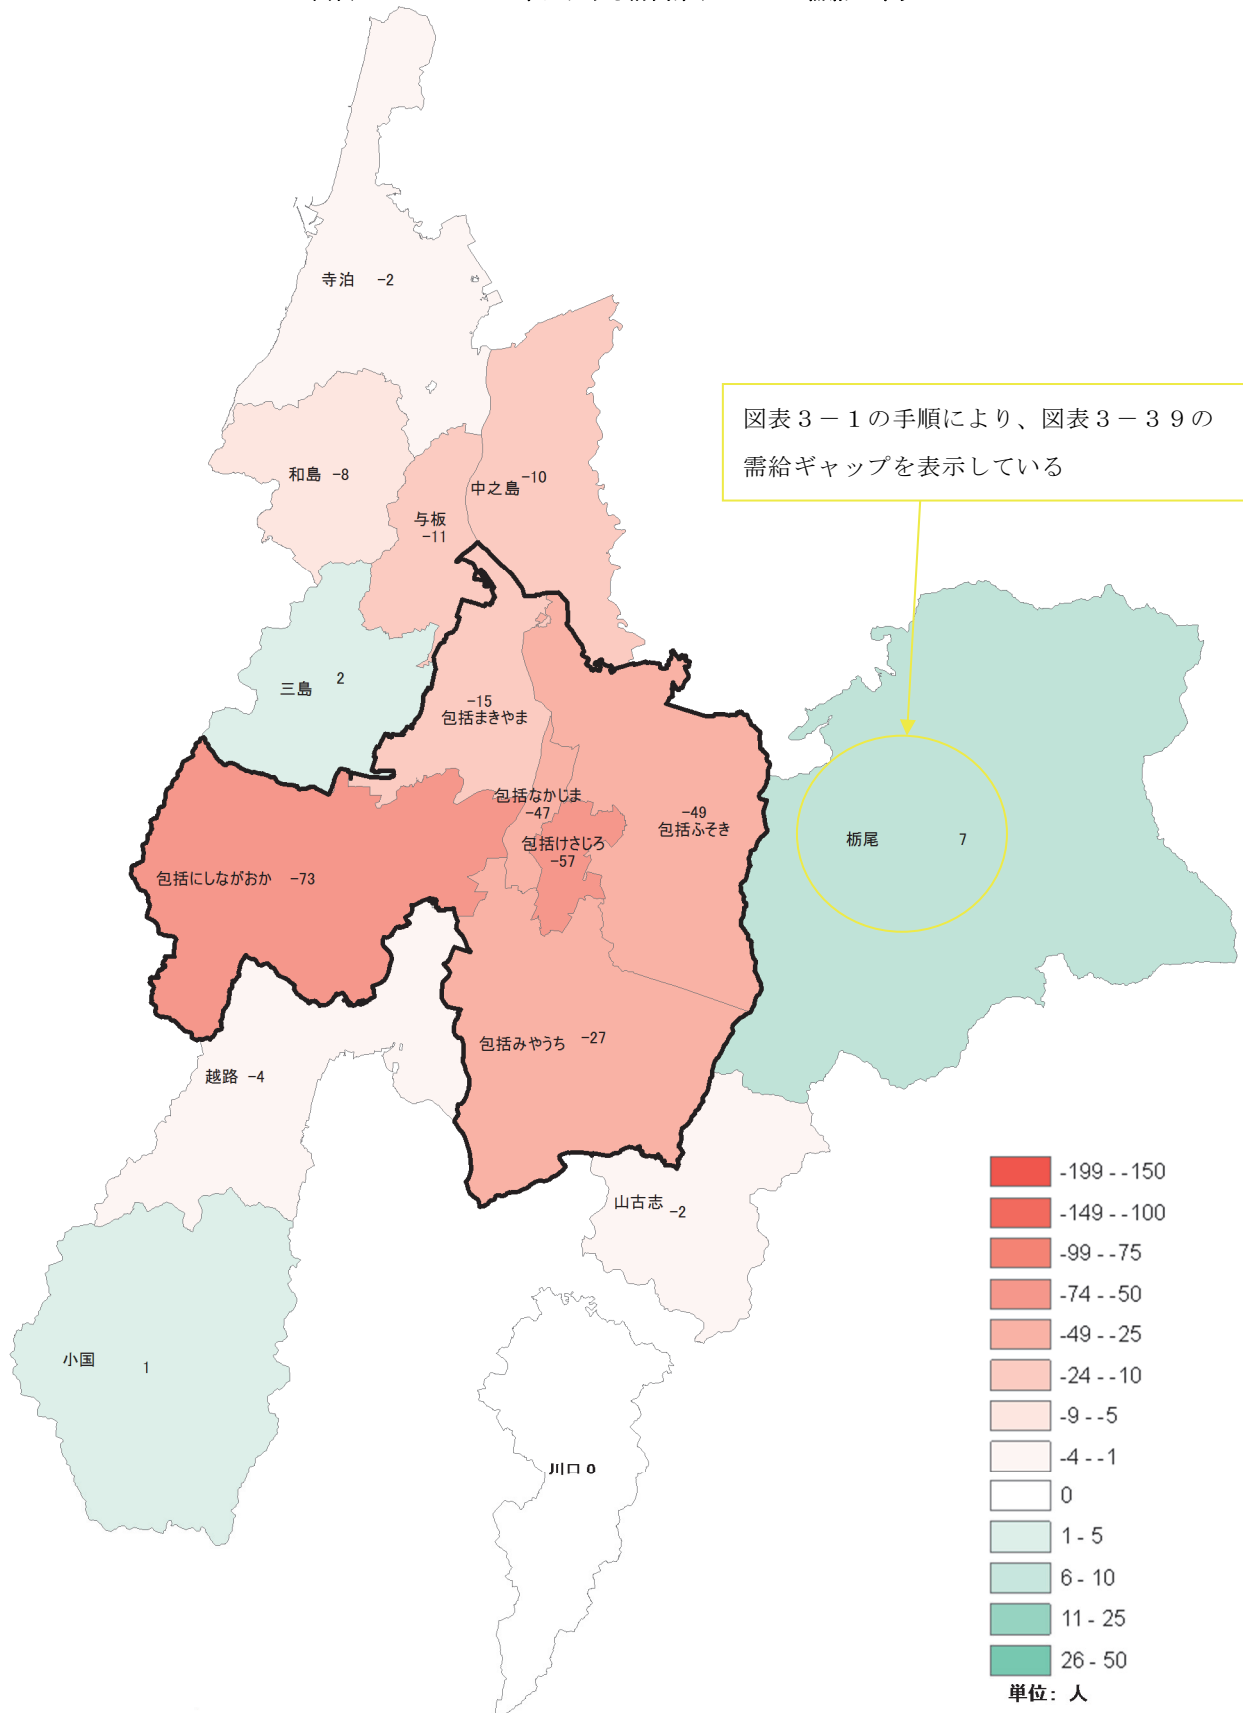 寺泊 -2
図表３－１の手順により、図表３－３９の
需給ギャップを表示している
和島 -8
中之島 -10
与板
-11
三島 2
-15
包括まきやま
包括なかじま
-47
-49
包括ふそき
包括けさじろ
-57
栃尾 7
包括にしながおか -73
包括みやうち -27
越路 -4
山古志 -2
小国 1
川口 0
-199 - -150
-149 - -100
-99 - -75
-74 - -50
-49 - -25
-24 - -10
-9 - -5
-4 - -1
0
1 - 5
6 - 10
11 - 25
26 - 50
単位：人